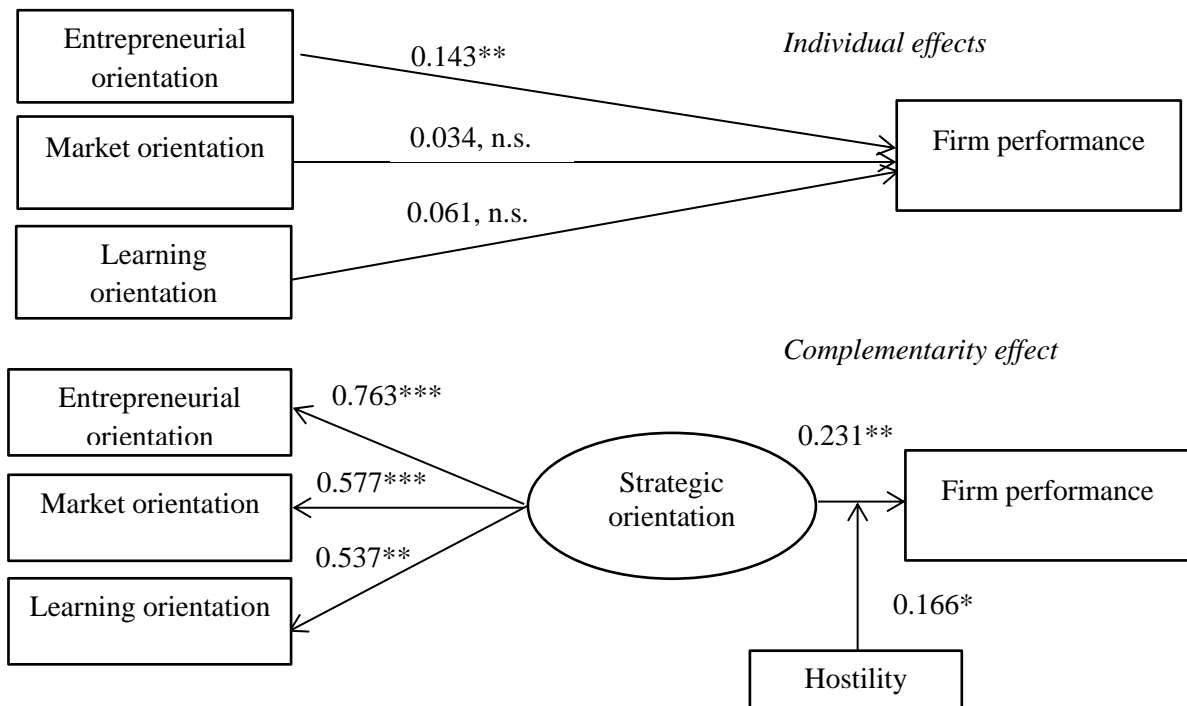 Entrepreneurial
orientation
0.143**
Individual effects
Market orientation
0.034, n.s.
Firm performance
0.061, n.s.
Learning
orientation
Complementarity effect
Entrepreneurial
orientation
0.763***
0.231**
Market orientation
0.577***
Strategic
orientation
Firm performance
0.537**
Learning orientation
0.166*
Hostility